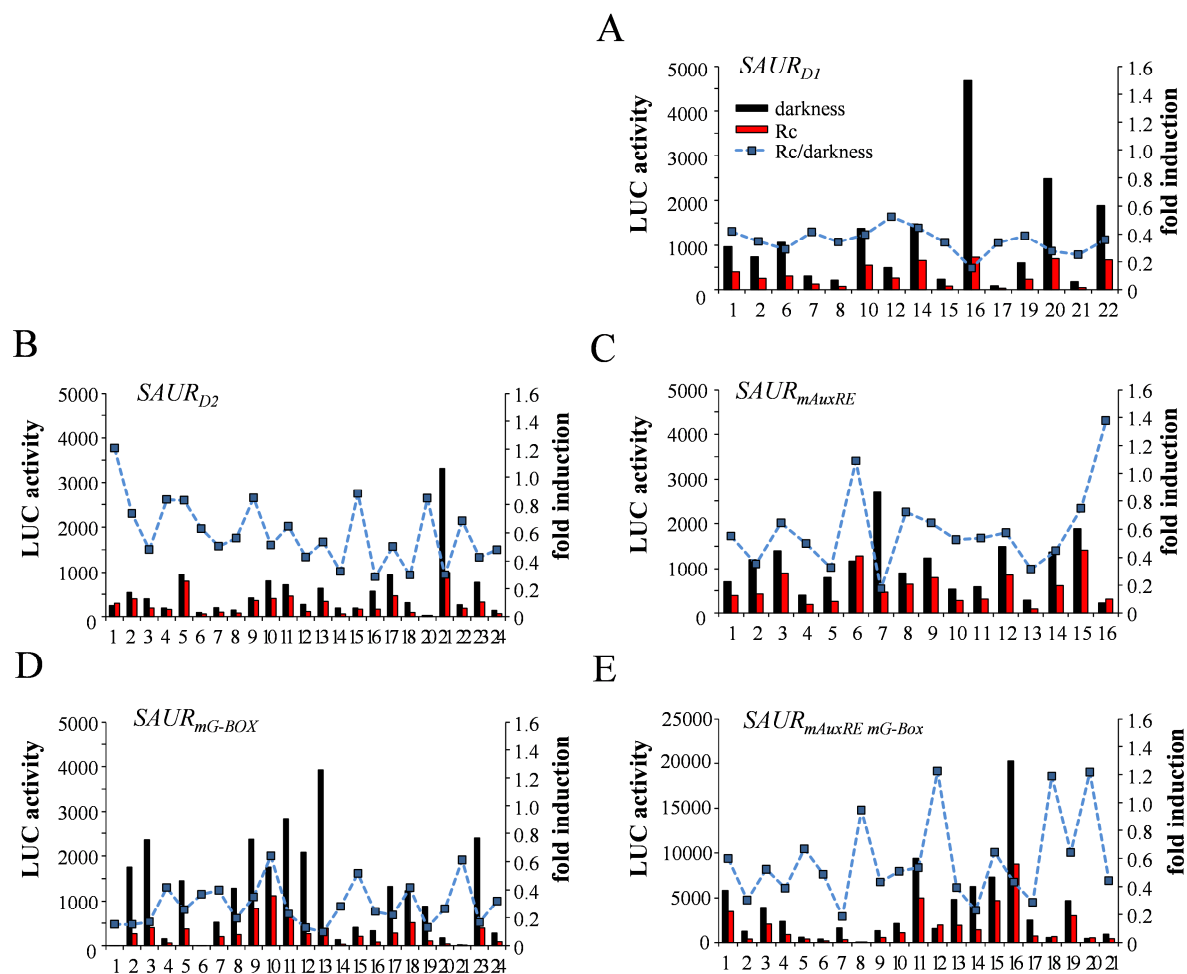 A
SAURD1
darkness
Rc
Rc/darkness
LUC activity
fold induction
5000
4000
3000
2000
1000
0
1.6
1.4
1.2
1.0
0.8
0.6
0.4
0.2
0
1 2 6 7 8 10 12 14 15 16 17 19 20 21 22
B
SAURD2
LUC activity
fold induction
5000
4000
3000
2000
1000
0
1.6
1.4
1.2
1.0
0.8
0.6
0.4
0.2
0
1 2 3 4 5 6 7 8 9 10 11 12 13 14 15 16 17 18 20 21 22 23 24
C
SAURmAuxRE
LUC activity
fold induction
5000
4000
3000
2000
1000
0
1.6
1.4
1.2
1.0
0.8
0.6
0.4
0.2
0
1 2 3 4 5 6 7 8 9 10 11 12 13 14 15 16
D
SAURmG-BOX
LUC activity
fold induction
5000
4000
3000
2000
1000
0
1.6
1.4
1.2
1.0
0.8
0.6
0.4
0.2
0
1 2 3 4 5 6 7 8 9 10 11 12 13 14 15 16 17 18 19 20 21 23 24
E
SAURmAuxRE mG-Box
LUC activity
fold induction
25000
20000
15000
10000
5000
0
1.6
1.4
1.2
1.0
0.8
0.6
0.4
0.2
0
1 2 3 4 5 6 7 8 9 10 11 12 13 14 15 16 17 18 19 20 21